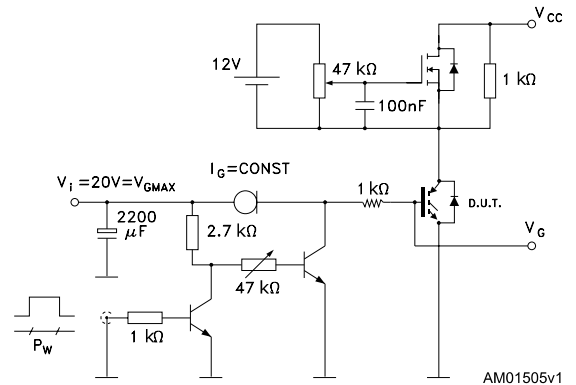 V_CC
12V
47 kΩ
1 kΩ
100nF
I_G=CONST
V_i =20V=V_GMAX
1 kΩ
D.U.T.
2200
μF
2.7 kΩ
V_G
47 kΩ
1 kΩ
P_W
AM01505v1